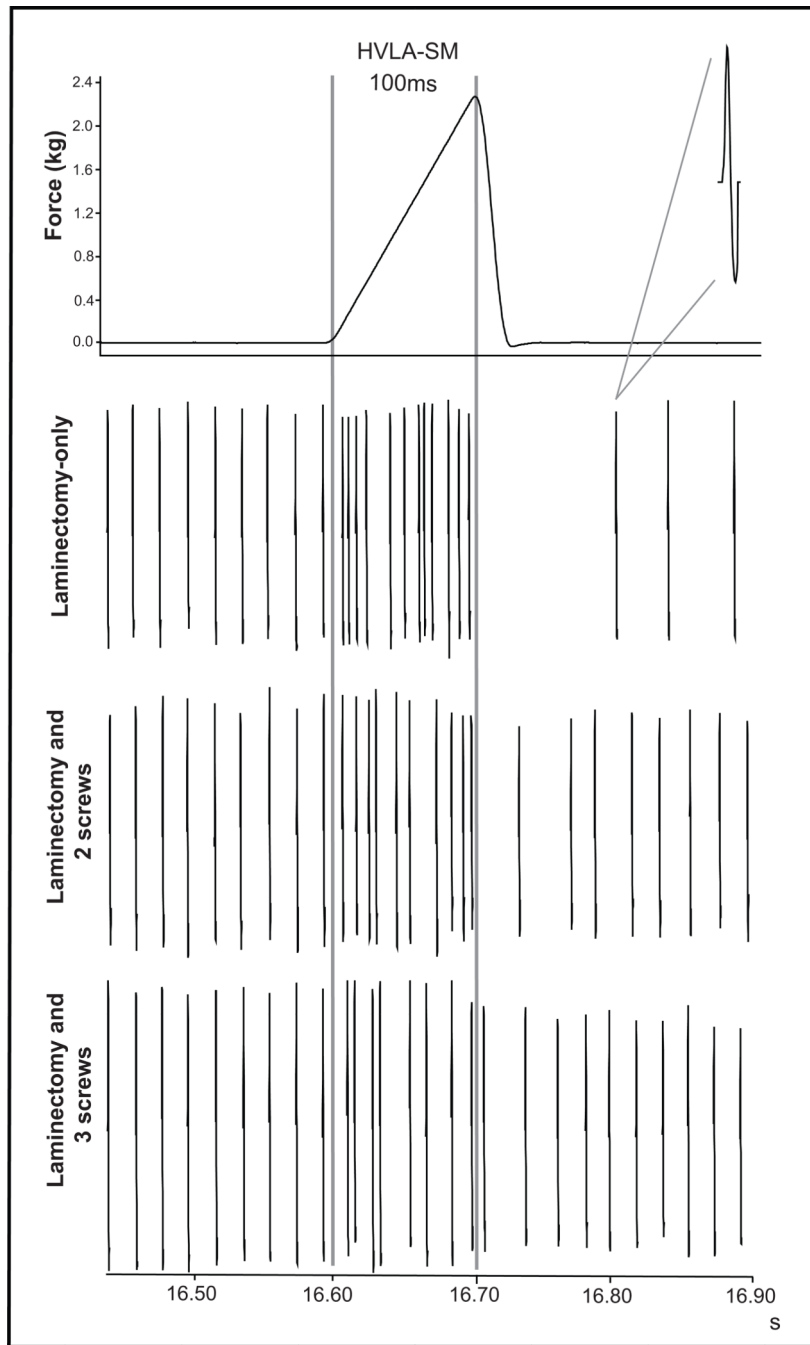 HVLA-SM
100ms
Force (kg)
2.4
2.0
1.6
1.2
0.8
0.4
0.0
Laminectomy-only
Laminectomy and
2 screws
Laminectomy and
3 screws
16.50 16.60 16.70 16.80 16.90
s